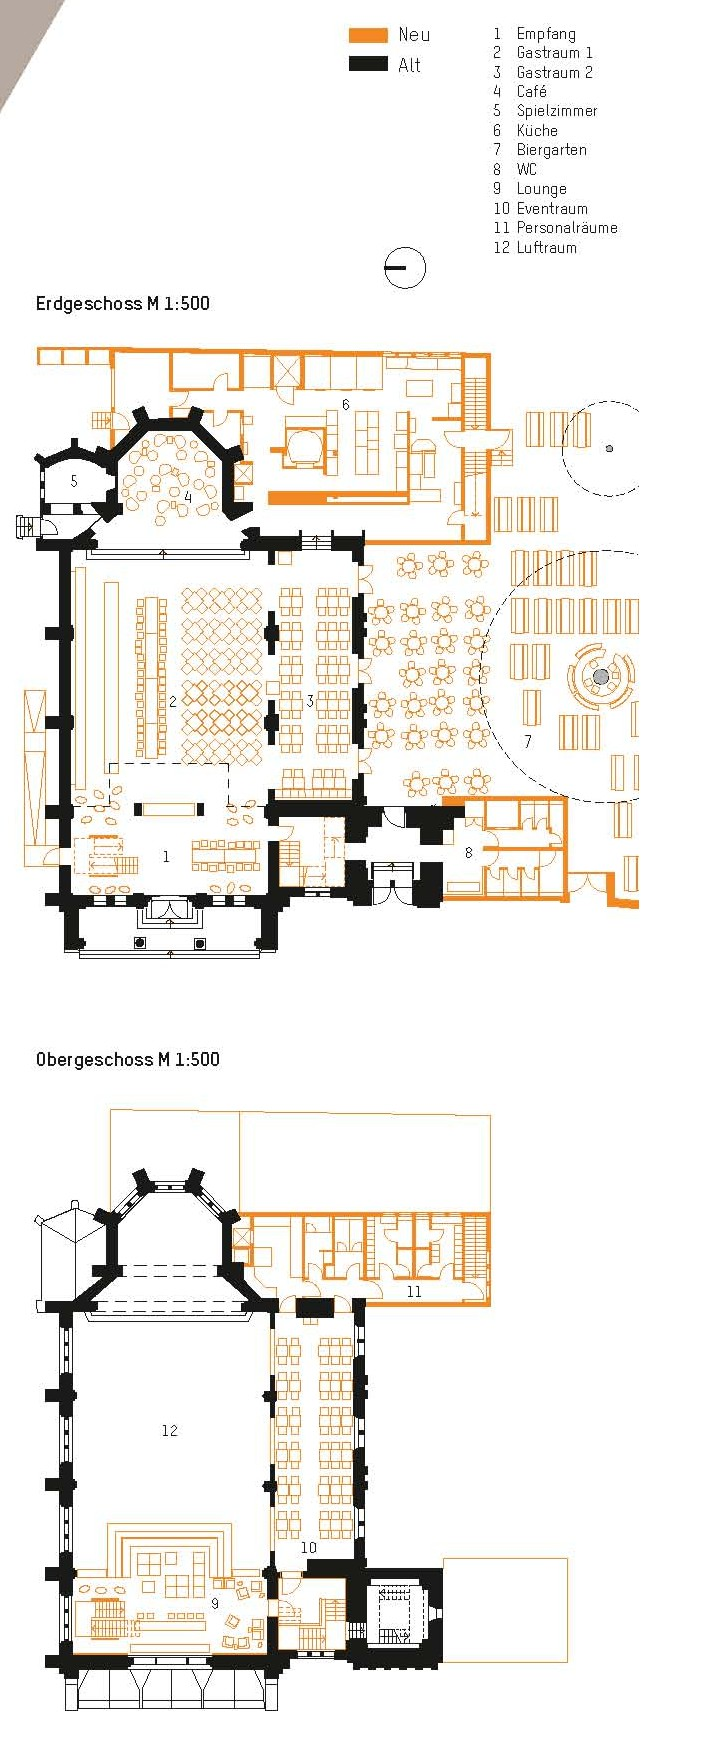 Neu
Alt
1 Empfang
2 Gastraum 1
3 Gastraum 2
4 Café
5 Spielzimmer
6 Küche
7 Biergarten
8 WC
9 Lounge
10 Eventraum
11 Personalräume
12 Luftraum
Erdgeschoss M 1:500
6
5
4
2
3
7
8
1
Obergeschoss M 1:500
11
12
10
9